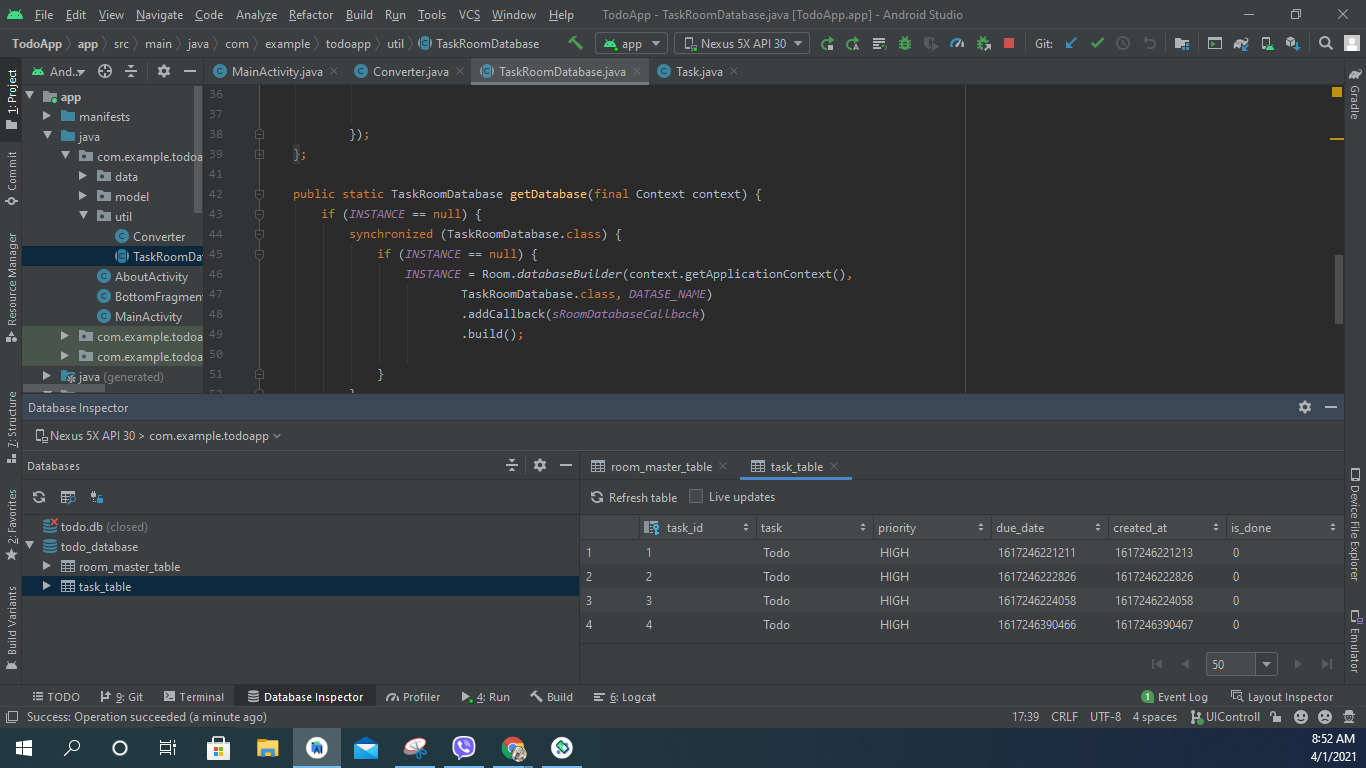 File Edit View Navigate Code Analyze Refactor Build Run Tools VCS Window Help TodoApp - TaskRoomDatabase.java [TodoApp.app] - Android Studio
TodoApp app src main java com example todoapp util TaskRoomDatabase app Nexus 5X API 30 Git:
1: Project
Commit
Resource Manager
7: Structure
2: Favorites
Build Variants
And..
app
manifests
java
com.example.todoa
data
model
util
Converter
TaskRoomDat
AboutActivity
BottomFragmen
MainActivity
com.example.todoa
com.example.todoa
java (generated)
MainActivity.java Converter.java TaskRoomDatabase.java Task.java
36
37
38 });
39 };
41
42 public static TaskRoomDatabase getDatabase(final Context context) {
43 if (INSTANCE == null) {
44 synchronized (TaskRoomDatabase.class) {
45 if (INSTANCE == null) {
46 INSTANCE = Room.databaseBuilder(context.getApplicationContext(),
47 TaskRoomDatabase.class, DATASE_NAME)
48 .addCallback(sRoomDatabaseCallback)
49 .build();
50
51 }
52 }
Gradle
Device File Explorer
Emulator
Database Inspector
Nexus 5X API 30 > com.example.todoapp
Databases
todo.db (closed)
todo_database
room_master_table
task_table
room_master_table task_table
Refresh table Live updates
task_id task priority due_date created_at is_done
1 1 Todo HIGH 1617246221211 1617246221213 0
2 2 Todo HIGH 1617246222826 1617246222826 0
3 3 Todo HIGH 1617246224058 1617246224058 0
4 4 Todo HIGH 1617246390466 1617246390467 0
50
TODO 9: Git Terminal Database Inspector Profiler 4: Run Build 6: Logcat 1 Event Log Layout Inspector
Success: Operation succeeded (a minute ago) 17:39 CRLF UTF-8 4 spaces UIControll
8:52 AM
4/1/2021